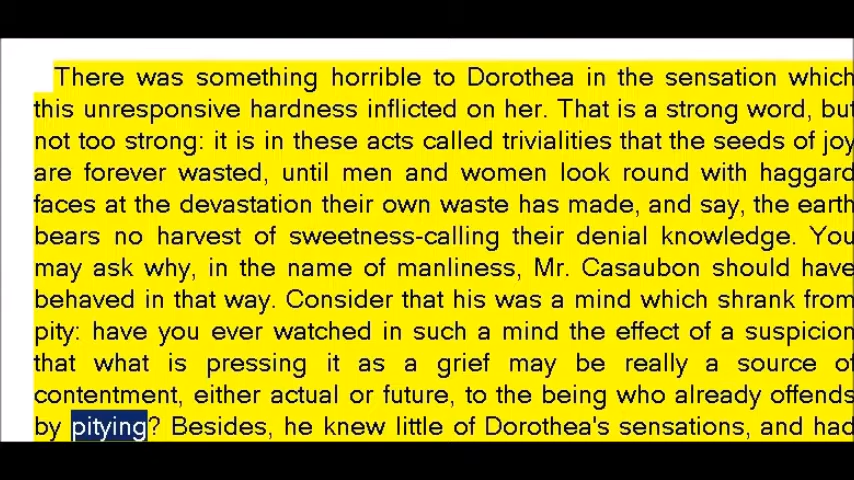 There was something horrible to Dorothea in the sensation which
this unresponsive hardness inflicted on her. That is a strong word, but
not too strong: it is in these acts called trivialities that the seeds of joy
are forever wasted, until men and women look round with haggard
faces at the devastation their own waste has made, and say, the earth
bears no harvest of sweetness-calling their denial knowledge. You
may ask why, in the name of manliness, Mr. Casaubon should have
behaved in that way. Consider that his was a mind which shrank from
pity: have you ever watched in such a mind the effect of a suspicion
that what is pressing it as a grief may be really a source of
contentment, either actual or future, to the being who already offends
by pitying? Besides, he knew little of Dorothea's sensations, and had